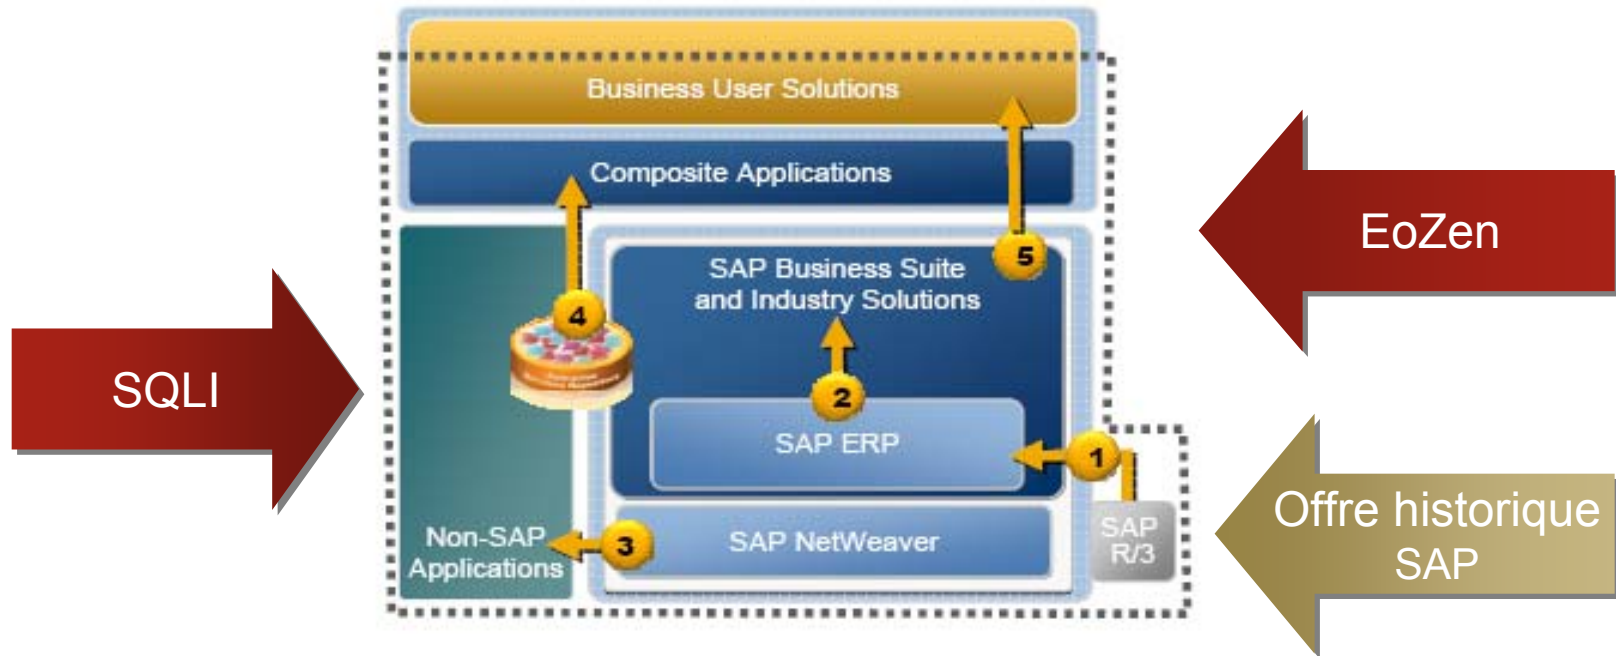 Business User Solutions
Composite Applications
5
SAP Business Suite
and Industry Solutions
EoZen
4
SQLI
2
SAP ERP
1
Offre historique
SAP
Non-SAP
Applications
3
SAP NetWeaver
SAP
R/3